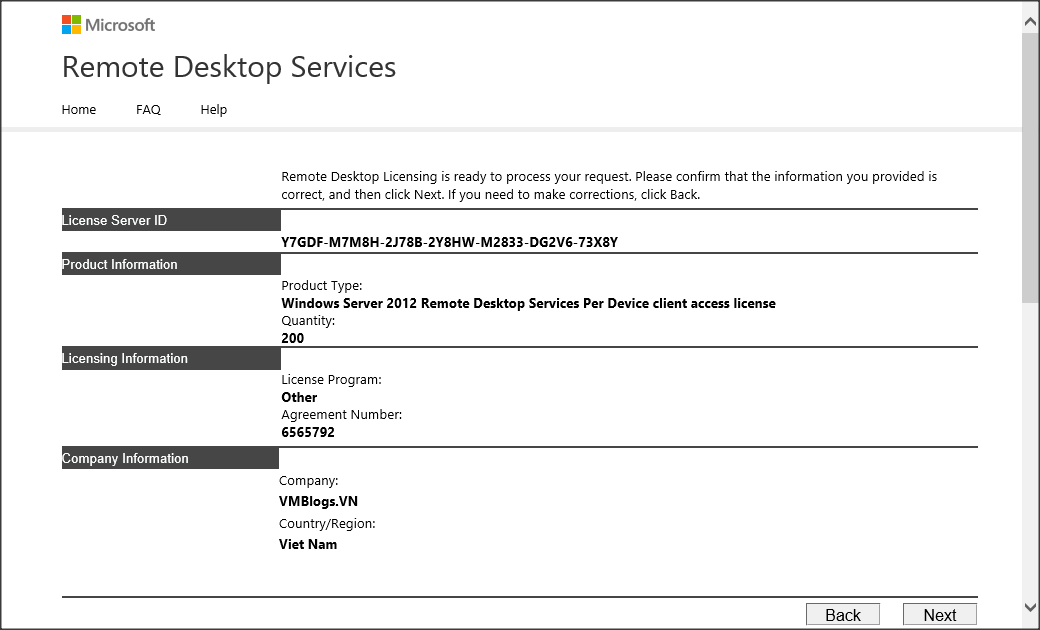 Microsoft
Remote Desktop Services
Home FAQ Help
Remote Desktop Licensing is ready to process your request. Please confirm that the information you provided is
correct, and then click Next. If you need to make corrections, click Back.
License Server ID
Y7GDF-M7M8H-2J78B-2Y8HW-M2833-DG2V6-73X8Y
Product Information
Product Type:
Windows Server 2012 Remote Desktop Services Per Device client access license
Quantity:
200
Licensing Information
License Program:
Other
Agreement Number:
6565792
Company Information
Company:
VMBlogs.VN
Country/Region:
Viet Nam
Back Next